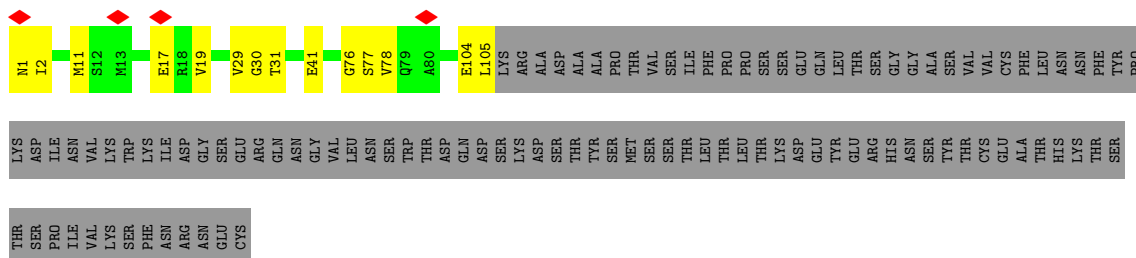 N1 I2 M11 S12 M13 E17 R18 V19 V29 G30 T31 E41 G76 S77 V78 Q79 A80 E104 L105 LYS ARG ALA ASP ALA ALA PRO THR VAL SER ILE PHE PRO PRO SER SER GLU GLN LEU THR SER GLY GLY ALA SER VAL VAL CYS PHE LEU ASN ASN PHE TYR PRO
LYS ASP ILE ASN VAL LYS TRP LYS ILE ASP GLY SER GLU ARG GLN ASN GLY VAL LEU ASN SER TRP THR ASP GLN ASP SER LYS ASP SER THR TYR SER MET SER SER THR LEU THR LEU THR LYS ASP GLU TYR GLU ARG HIS ASN SER TYR THR CYS GLU ALA THR HIS LYS THR SER
THR SER PRO ILE VAL LYS SER PHE ASN ARG ASN GLU CYS